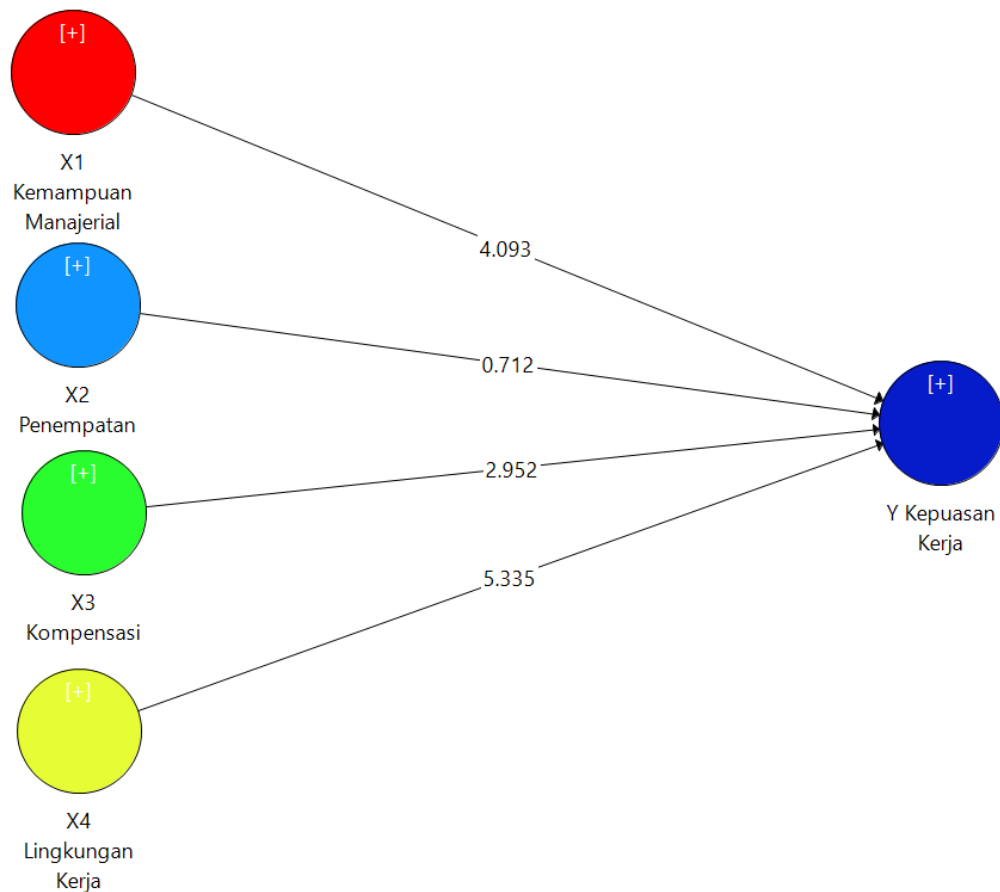 [+]
X1
Kemampuan
Manajerial
4.093
[+]
X2
Penempatan
0.712
[+]
X3
Kompensasi
2.952
[+]
X4
Lingkungan
Kerja
5.335
[+]
Y Kepuasan
Kerja